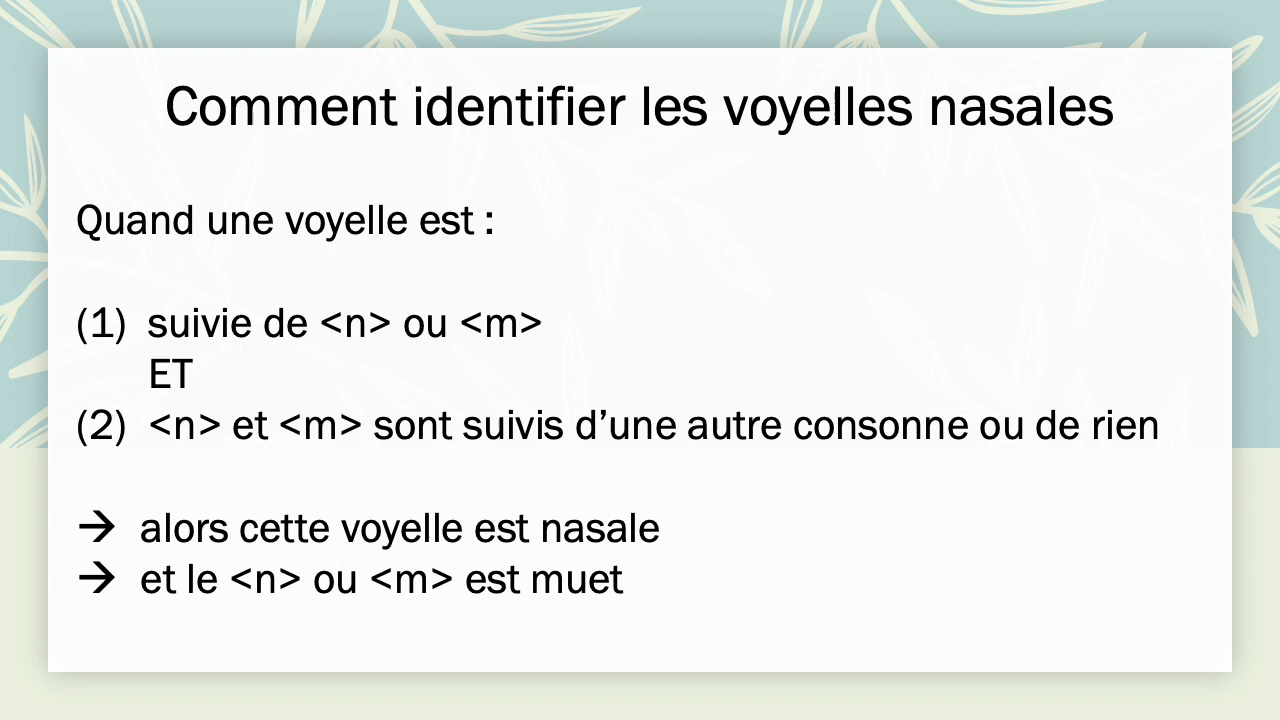 Comment identifier les voyelles nasales
Quand une voyelle est :
(1) suivie de <n> ou <m>
ET
(2) <n> et <m> sont suivis d’une autre consonne ou de rien
→ alors cette voyelle est nasale
→ et le <n> ou <m> est muet